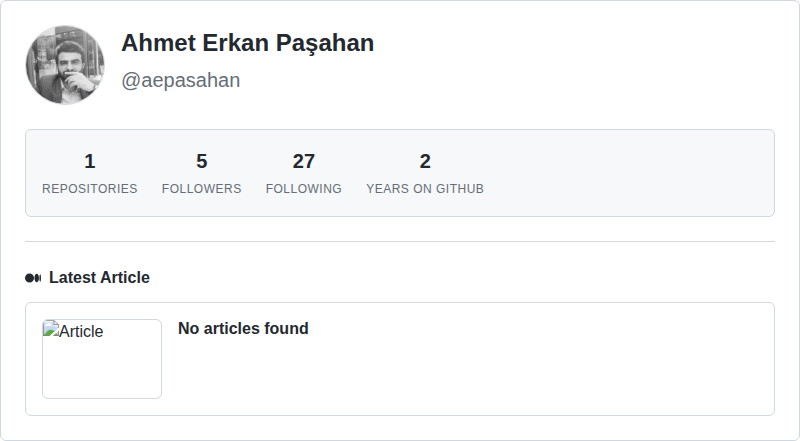 Ahmet Erkan Paşahan
@aepasahan
1 5 27 2
REPOSITORIES FOLLOWERS FOLLOWING YEARS ON GITHUB
Latest Article
Article
No articles found